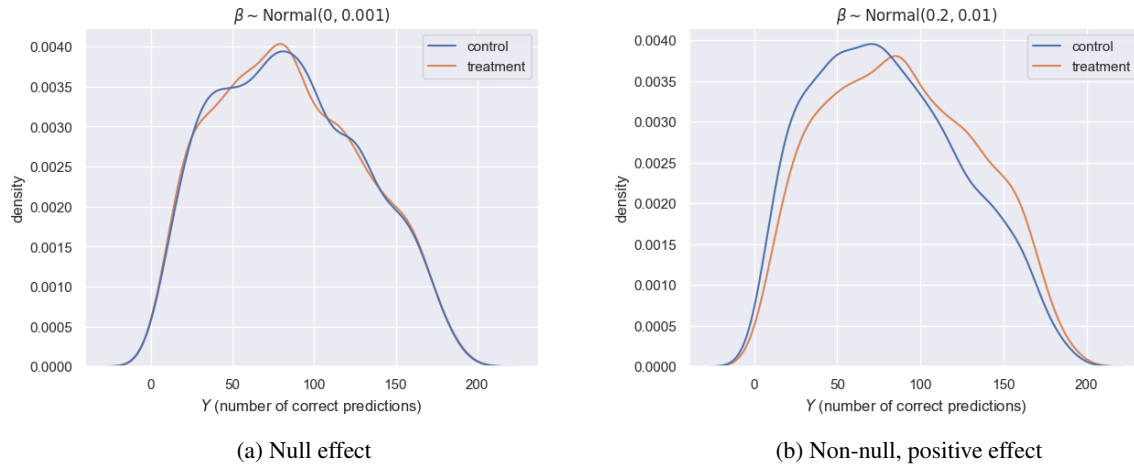 β ~ Normal(0, 0.001)
0.0040
0.0035
0.0030
0.0025
0.0020
0.0015
0.0010
0.0005
0.0000
density
control
treatment
0 50 100 150 200
Y (number of correct predictions)
(a) Null effect
β ~ Normal(0.2, 0.01)
0.0040
0.0035
0.0030
0.0025
0.0020
0.0015
0.0010
0.0005
0.0000
density
control
treatment
0 50 100 150 200
Y (number of correct predictions)
(b) Non-null, positive effect